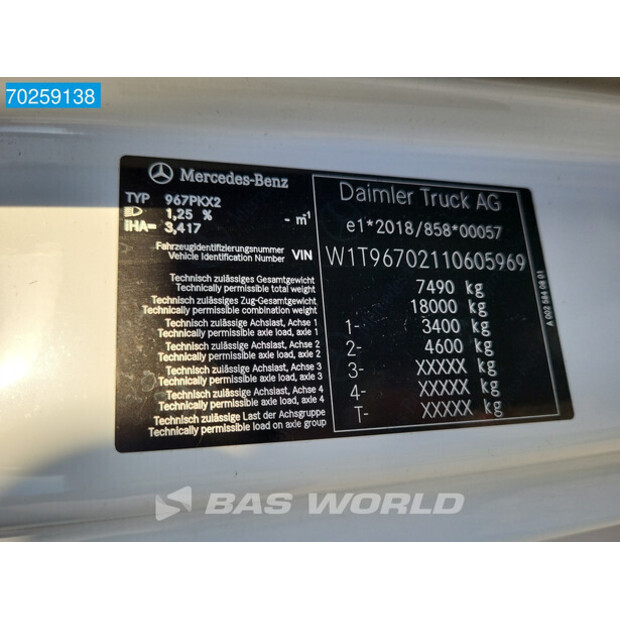 70259138
Mercedes-Benz
TYP 967PKX2
1,25 % - m⁻¹
IHA= 3,417
Fahrzeugidentifizierungsnummer
Vehicle Identification Number VIN
Technisch zulässiges Gesamtgewicht
Technically permissible total weight
Technisch zulässiges Zug-Gesamtgewicht
Technically permissible combination weight
Technisch zulässige Achslast, Achse 1
Technically permissible axle load, axle 1
Technisch zulässige Achslast, Achse 2
Technically permissible axle load, axle 2
Technisch zulässige Achslast, Achse 3
Technically permissible axle load, axle 3
Technisch zulässige Achslast, Achse 4
Technically permissible axle load, axle 4
Technisch zulässige Last der Achsgruppe
Technically permissible load on axle group
Daimler Truck AG
e1*2018/858*00057
W1T96702110605969
7490 kg
18000 kg
1- 3400 kg
2- 4600 kg
3- XXXXX kg
4- XXXXX kg
T- XXXXX kg
A 002 584 08 01
BAS WORLD